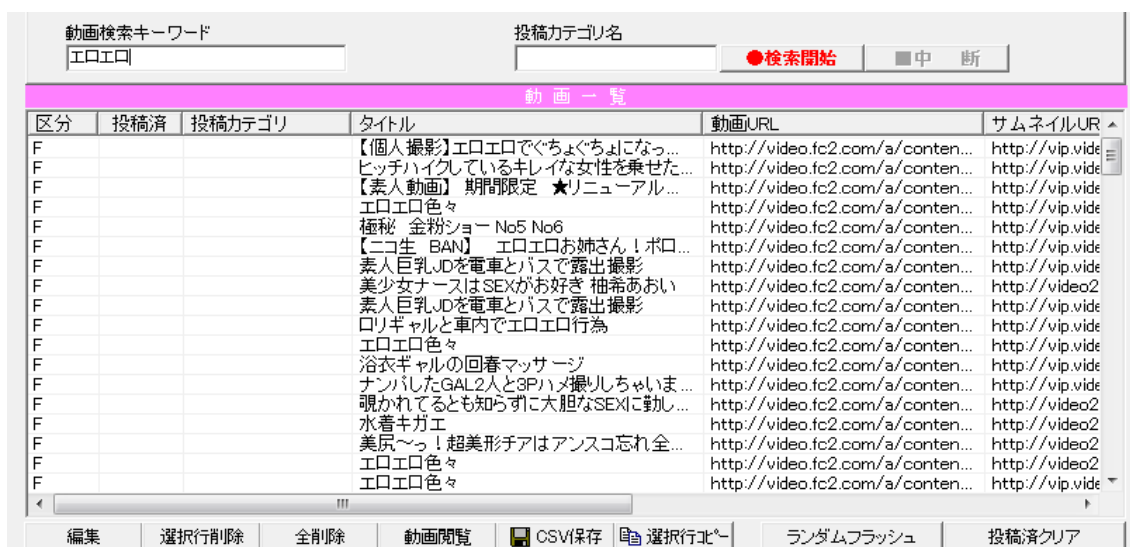 動画検索キーワード 投稿カテゴリ名
エロエロ ●検索開始 ■中 断
動 画 一 覧
区分 投稿済 投稿カテゴリ タイトル 動画URL サムネイルUR
F 【個人撮影】エロエロでぐちょぐちょになっ... http://video.fc2.com/a/conten... http://vip.vide
F ヒッチハイクしているキレイな女性を乗せた... http://video.fc2.com/a/conten... http://vip.vide
F 【素人動画】 期間限定 ★リニューアル... http://video.fc2.com/a/conten... http://vip.vide
F エロエロ色々 http://video.fc2.com/a/conten... http://vip.vide
F 極秘 金粉ショー No5 No6 http://video.fc2.com/a/conten... http://vip.vide
F 【ニコ生 BAN】 エロエロお姉さん！ポロ... http://video.fc2.com/a/conten... http://vip.vide
F 素人巨乳JDを電車とバスで露出撮影 http://video.fc2.com/a/conten... http://vip.vide
F 美少女ナースはSEXがお好き 柚希あおい http://video.fc2.com/a/conten... http://video2
F 素人巨乳JDを電車とバスで露出撮影 http://video.fc2.com/a/conten... http://vip.vide
F ロリギャルと車内でエロエロ行為 http://video.fc2.com/a/conten... http://vip.vide
F エロエロ色々 http://video.fc2.com/a/conten... http://vip.vide
F 浴衣ギャルの回春マッサージ http://video.fc2.com/a/conten... http://vip.vide
F ナンパしたGAL2人と3Pハメ撮りしちゃいま... http://video.fc2.com/a/conten... http://vip.vide
F 覗かれてるとも知らずに大胆なSEXに勤し... http://video.fc2.com/a/conten... http://video2
F 水着キガエ http://video.fc2.com/a/conten... http://video2
F 美尻～っ！超美形チアはアンスコ忘れ全... http://video.fc2.com/a/conten... http://video2
F エロエロ色々 http://video.fc2.com/a/conten... http://video2
F エロエロ色々 http://video.fc2.com/a/conten... http://vip.vide
編集 選択行削除 全削除 動画閲覧 CSV保存 選択行コピー ランダムフラッシュ 投稿済クリア